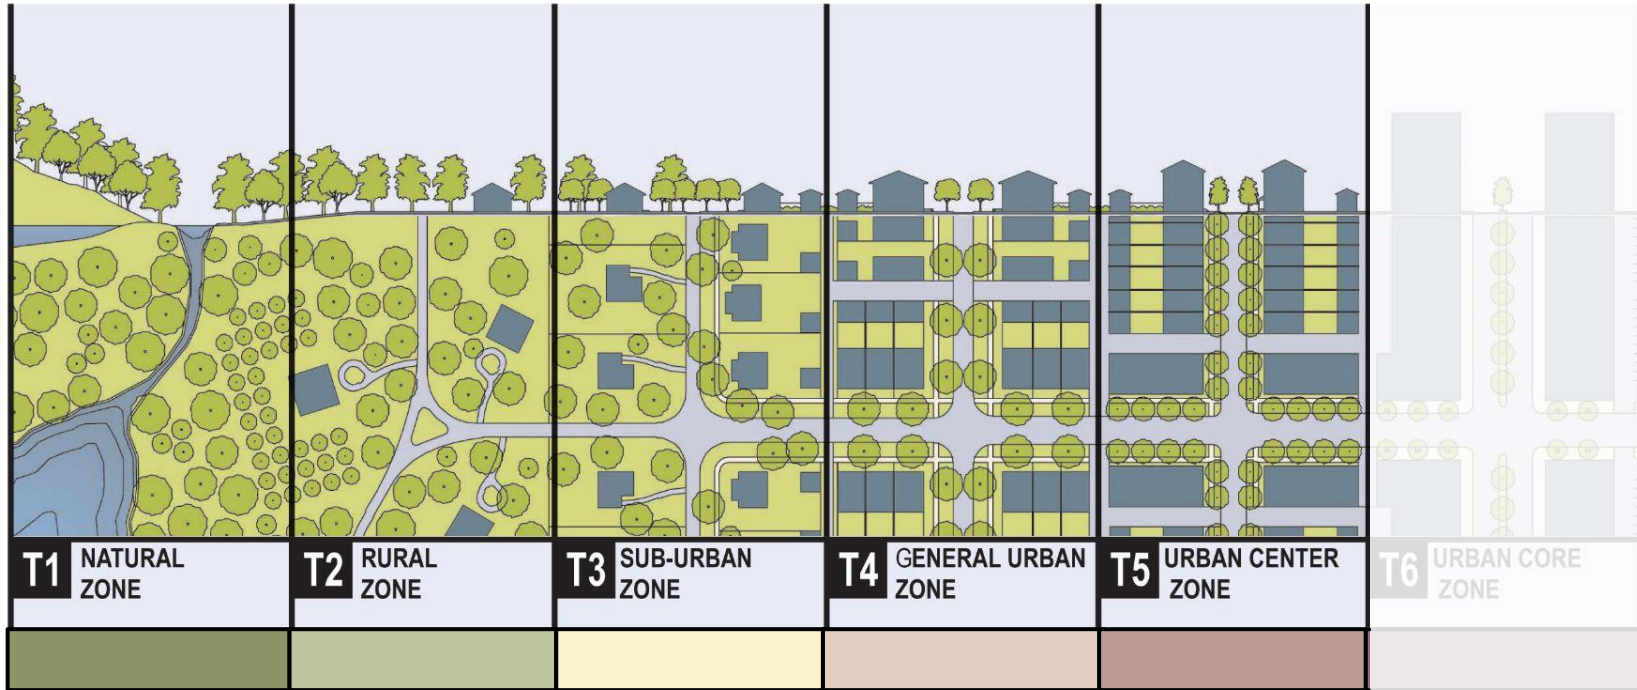 T1 NATURAL
ZONE
T2 RURAL
ZONE
T3 SUB-URBAN
ZONE
T4 GENERAL URBAN
ZONE
T5 URBAN CENTER
ZONE
T6 URBAN CORE
ZONE